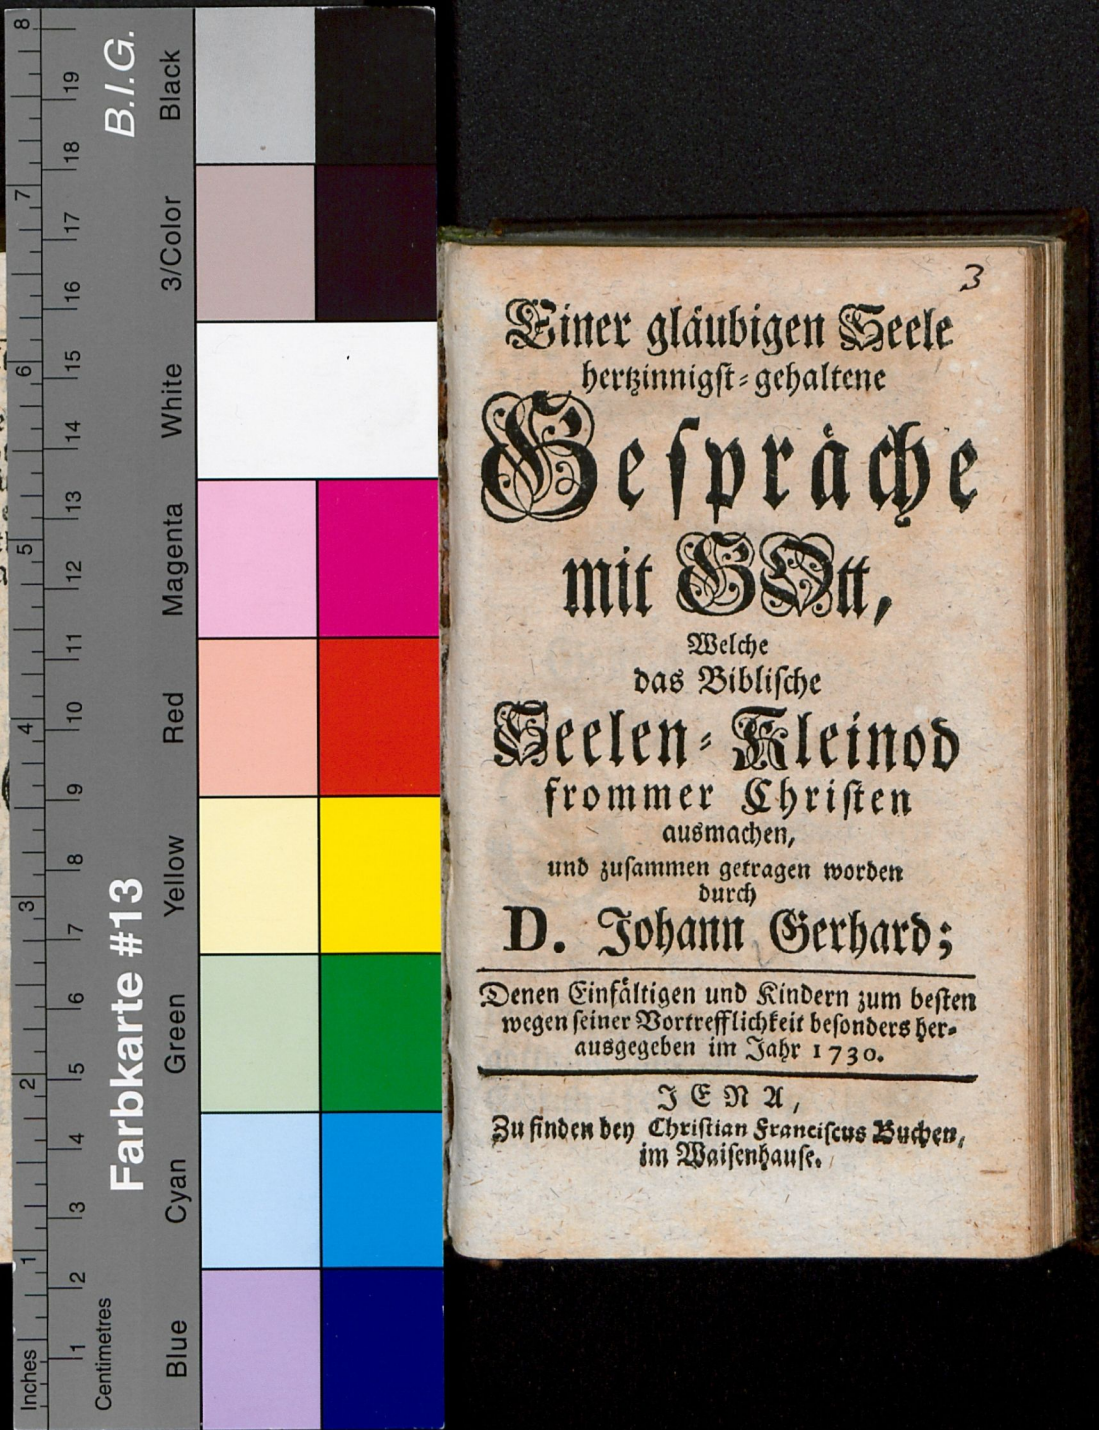 3
Einer gläubigen Seele
hertzinnigst-gehaltene
Gespräche
mit GOtt,
Welche
das Biblische
Seelen-Kleinod
frommer Christen
ausmachen,
und zusammen getragen worden
durch
D. Johann Gerhard;
Denen Einfältigen und Kindern zum besten
wegen seiner Vortrefflichkeit besonders her-
ausgegeben im Jahr 1730.
JENA,
Zu finden bey Christian Franciscus Buchen,
im Waisenhause.
Farbkarte #13
B.I.G.
Blue
Cyan
Green
Yellow
Red
Magenta
White
3/Color
Black
Centimetres
1 2 3 4 5 6 7 8 9 10 11 12 13 14 15 16 17 18 19
Inches
1 2 3 4 5 6 7 8